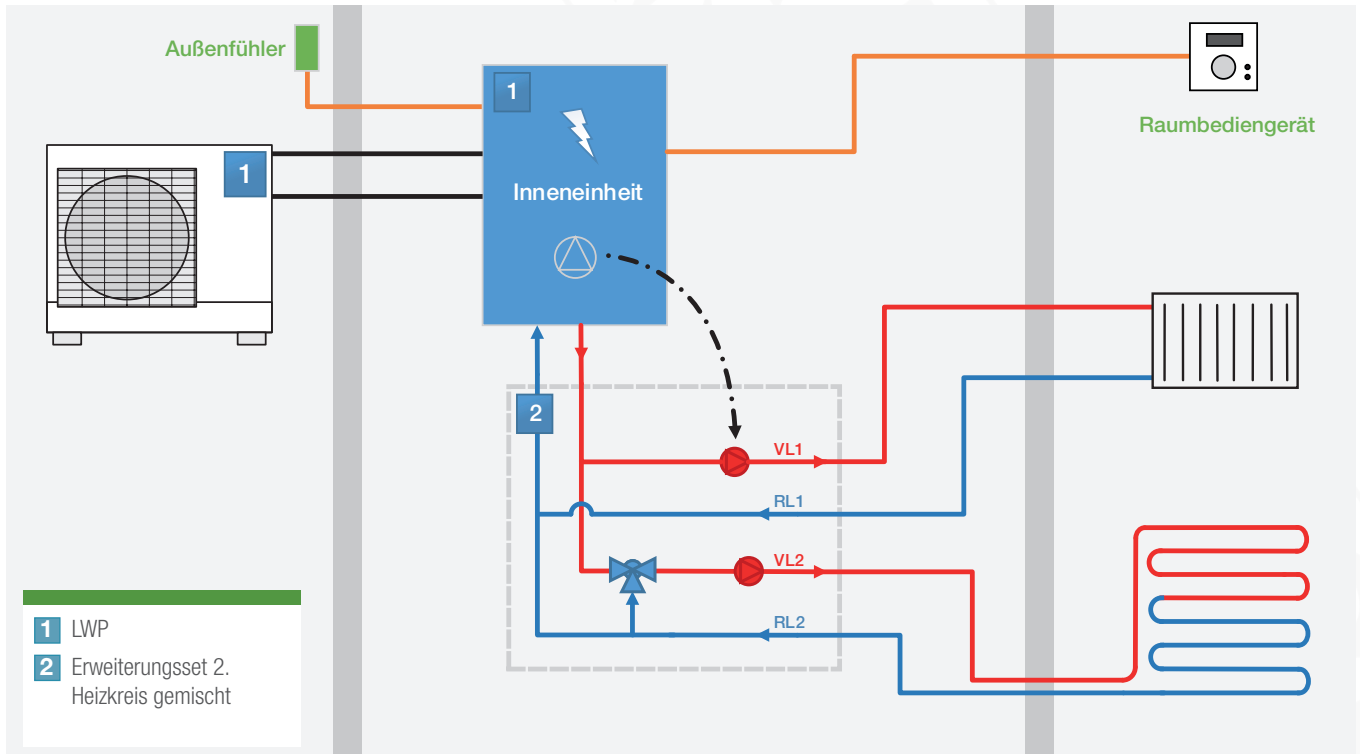 Außenfühler
1
Raumbediengerät
1
Inneneinheit
2
VL1
RL1
VL2
RL2
1 LWP
2 Erweiterungsset 2.
Heizkreis gemischt